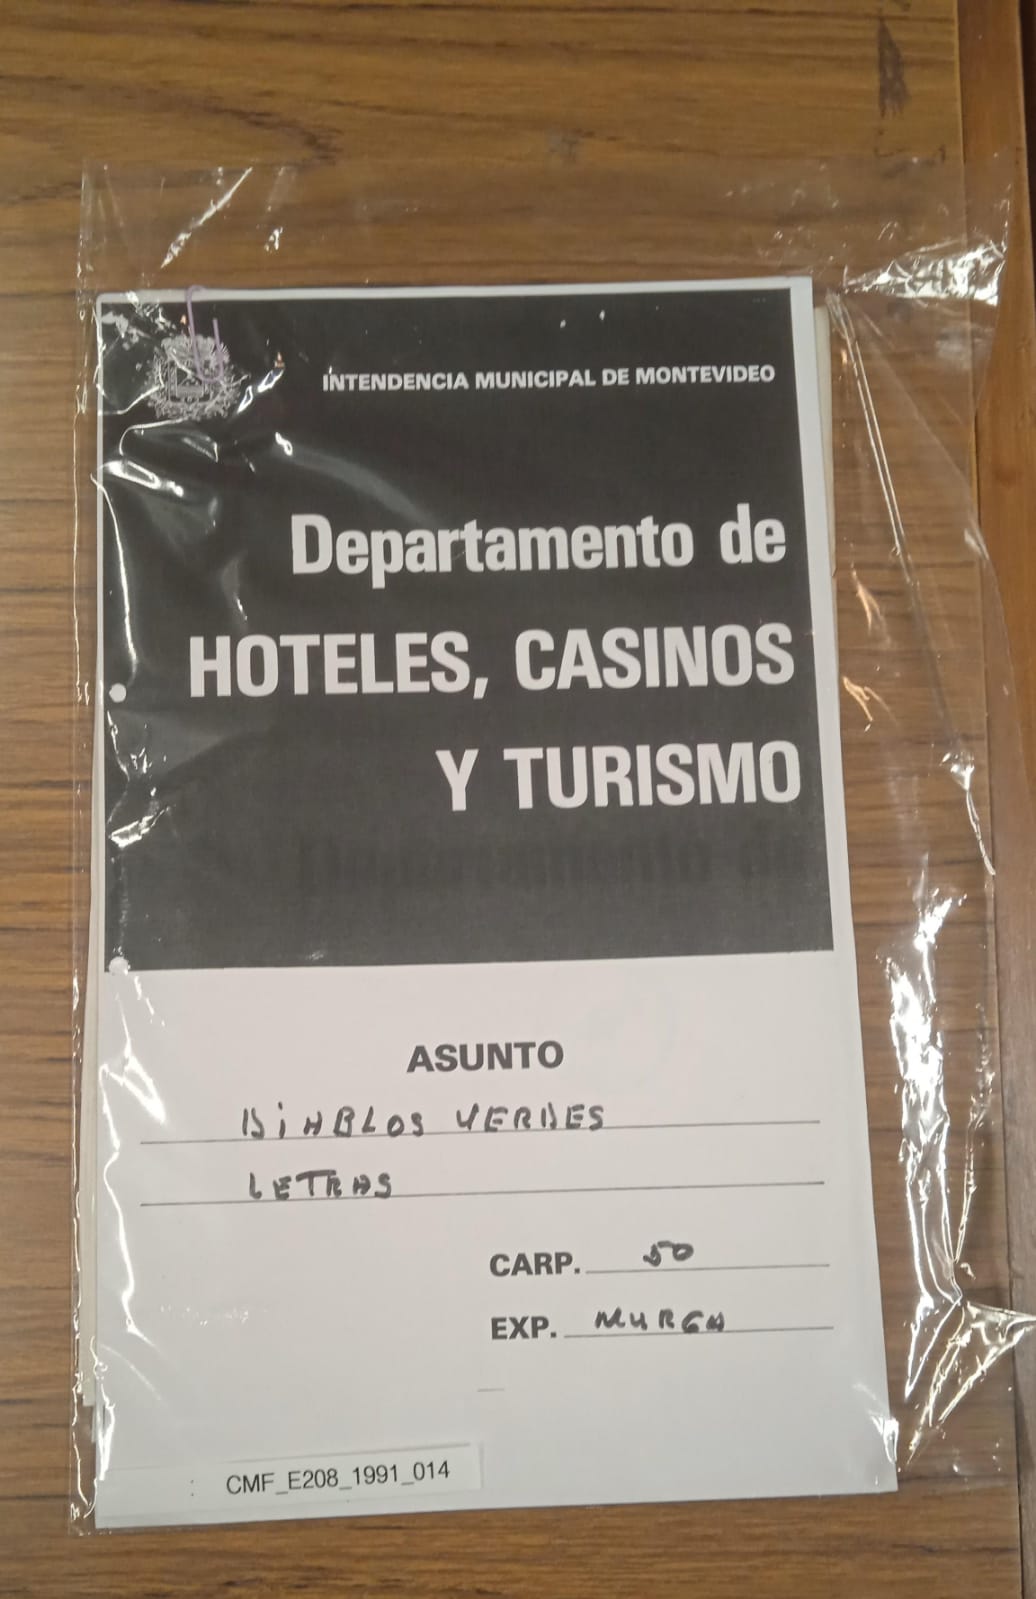 INTENDENCIA MUNICIPAL DE MONTEVIDEO
Departamento de
HOTELES, CASINOS
Y TURISMO
ASUNTO
DIABLOS VERDES
LETRAS
CARP. 50
EXP. MURGA
: CMF_E208_1991_014